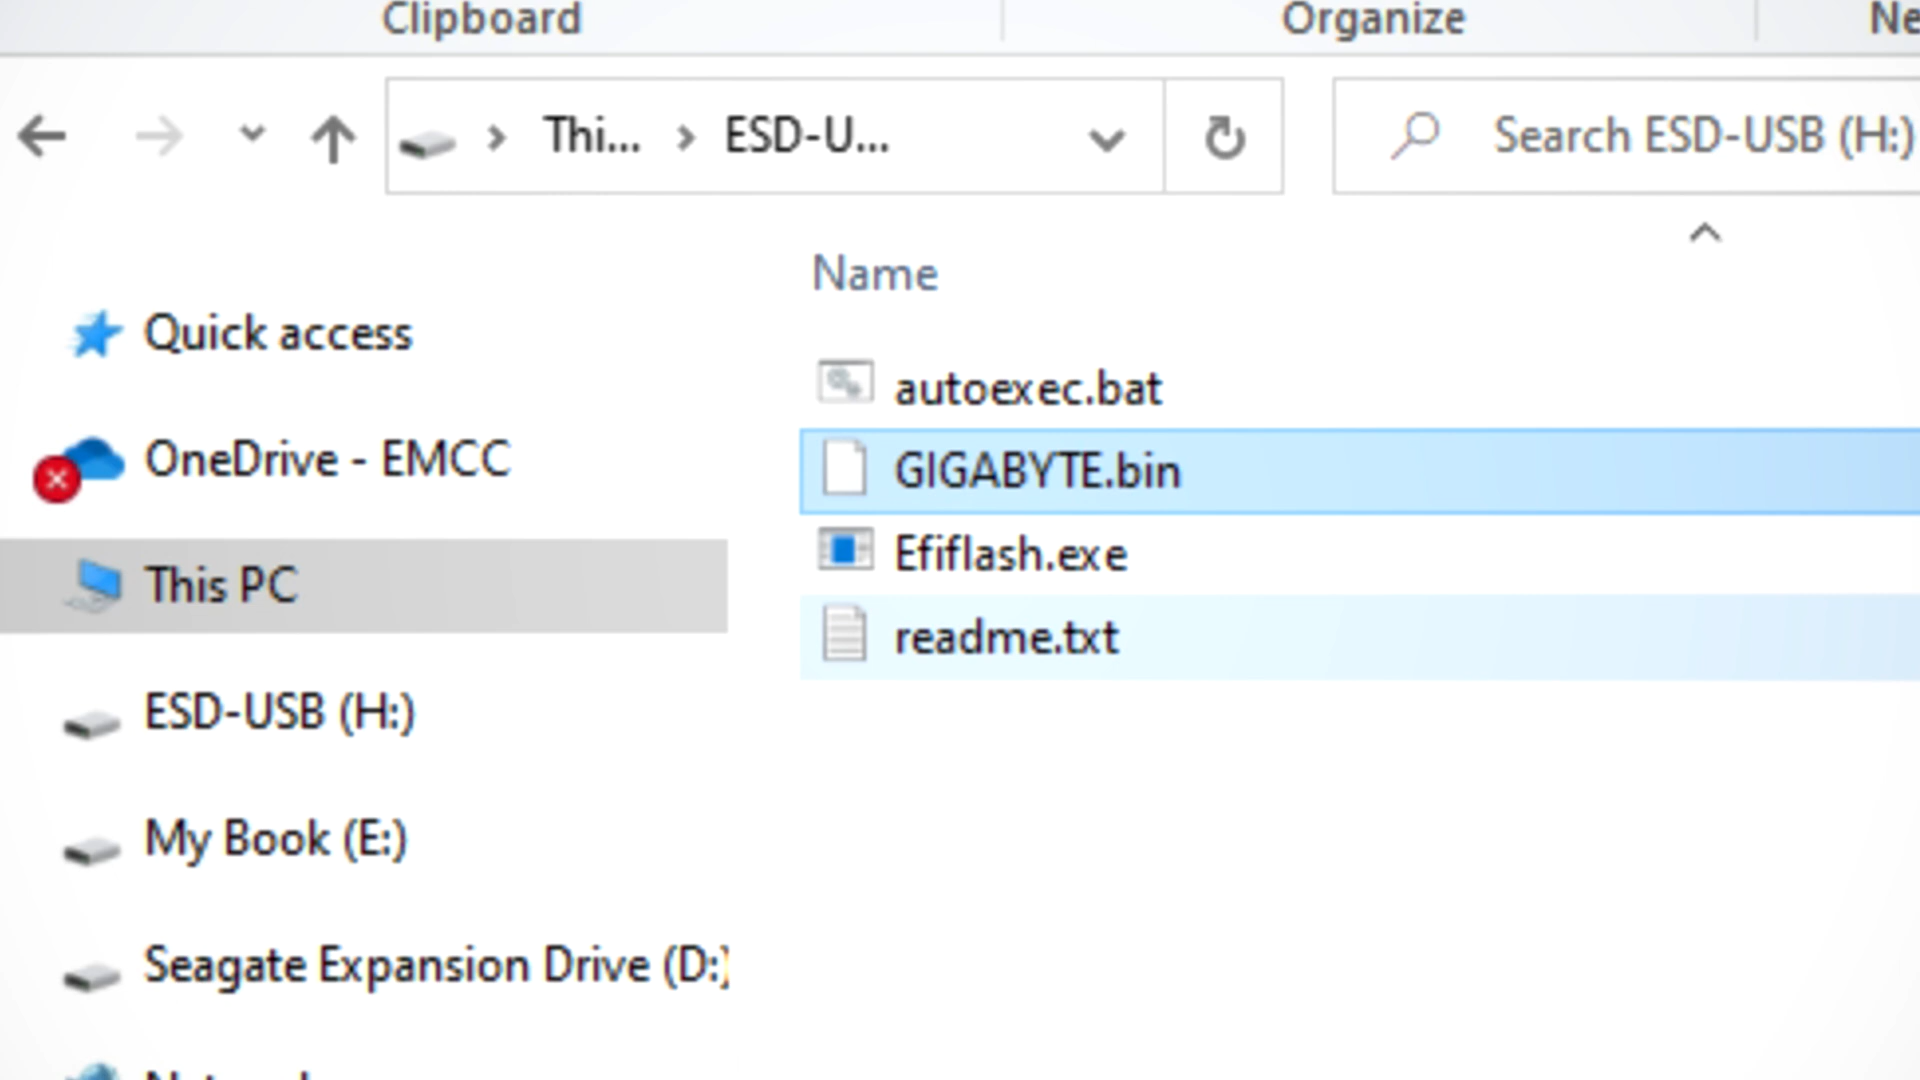 Clipboard
Organize
Ne
Thi...
ESD-U...
Search ESD-USB (H:)
Name
Quick access
autoexec.bat
OneDrive - EMCC
GIGABYTE.bin
Efiflash.exe
This PC
readme.txt
ESD-USB (H:)
My Book (E:)
Seagate Expansion Drive (D:)